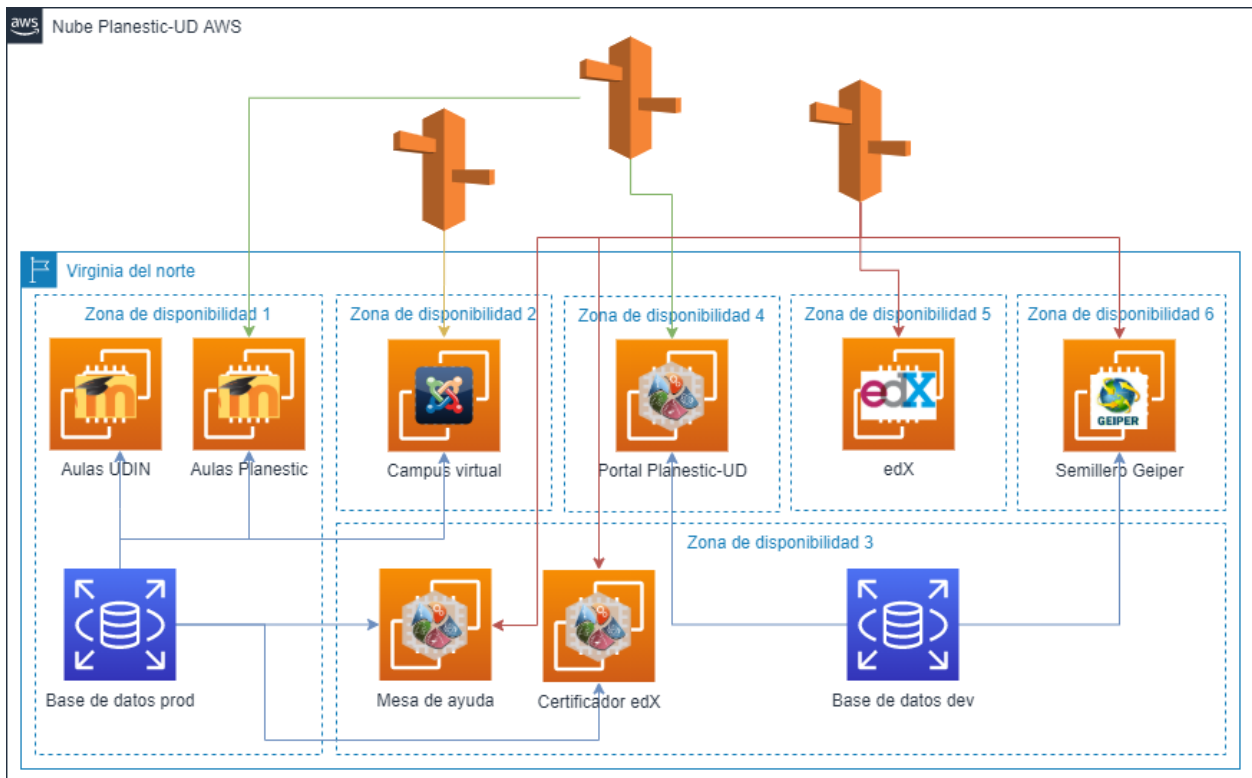 aws
Nube Planestic-UD AWS
Virginia del norte
Zona de disponibilidad 1
Zona de disponibilidad 2
Zona de disponibilidad 4
Zona de disponibilidad 5
Zona de disponibilidad 6
m
m
edX
GEIPER
Aulas UDIN
Aulas Planestic
Campus virtual
Portal Planestic-UD
edX
Semillero Geiper
Zona de disponibilidad 3
Base de datos prod
Mesa de ayuda
Certificador edX
Base de datos dev